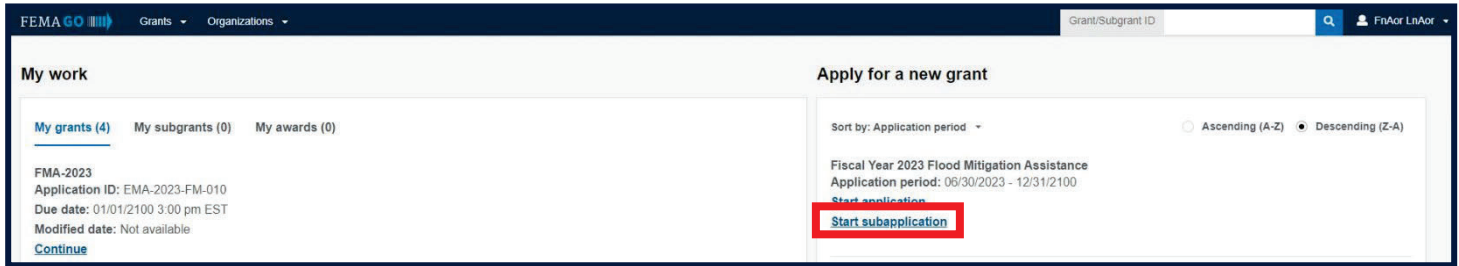 FEMA GO Grants Organizations Grant/Subgrant ID FnAor LnAor
My work
My grants (4) My subgrants (0) My awards (0)
FMA-2023
Application ID: EMA-2023-FM-010
Due date: 01/01/2100 3:00 pm EST
Modified date: Not available
Continue
Apply for a new grant
Sort by: Application period Ascending (A-Z) Descending (Z-A)
Fiscal Year 2023 Flood Mitigation Assistance
Application period: 06/30/2023 - 12/31/2100
Start application
Start subapplication